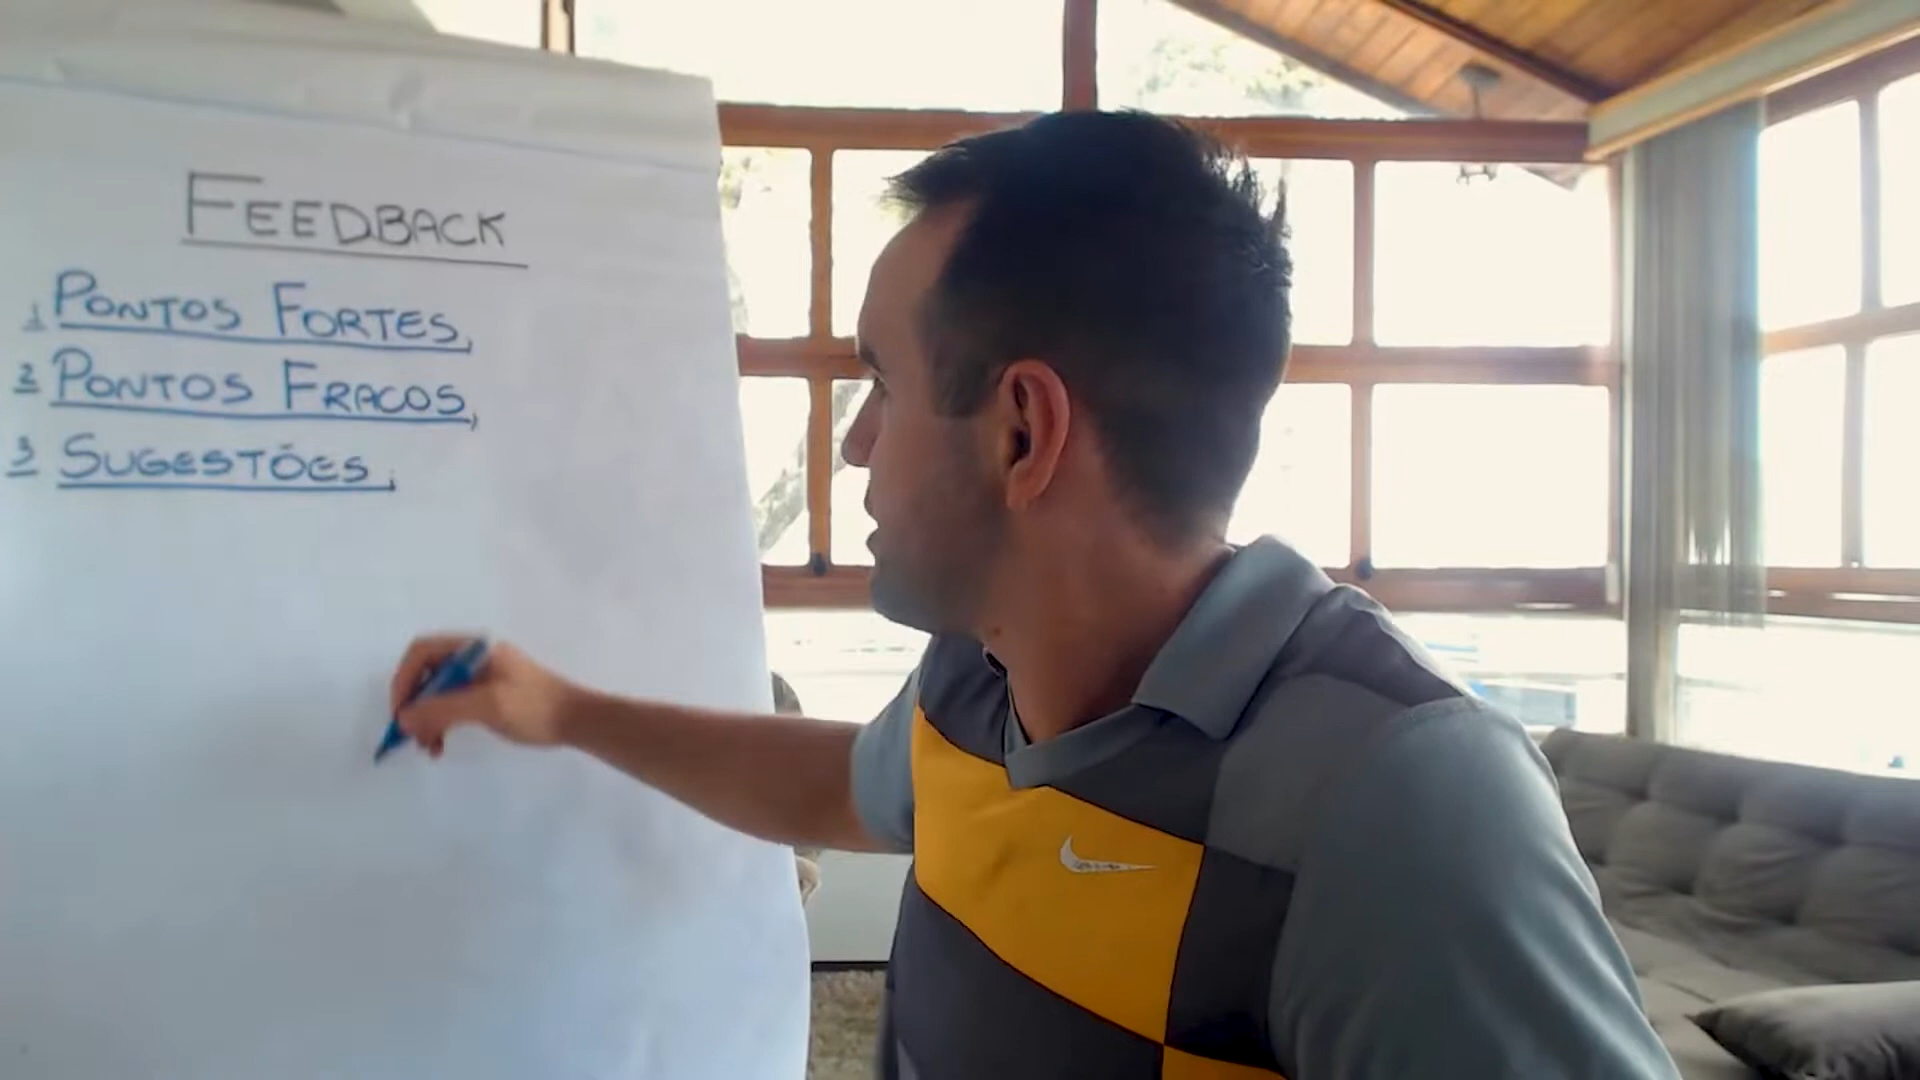 FEEDBACK
1 PONTOS FORTES,
2 PONTOS FRACOS,
3 SUGESTÕES;